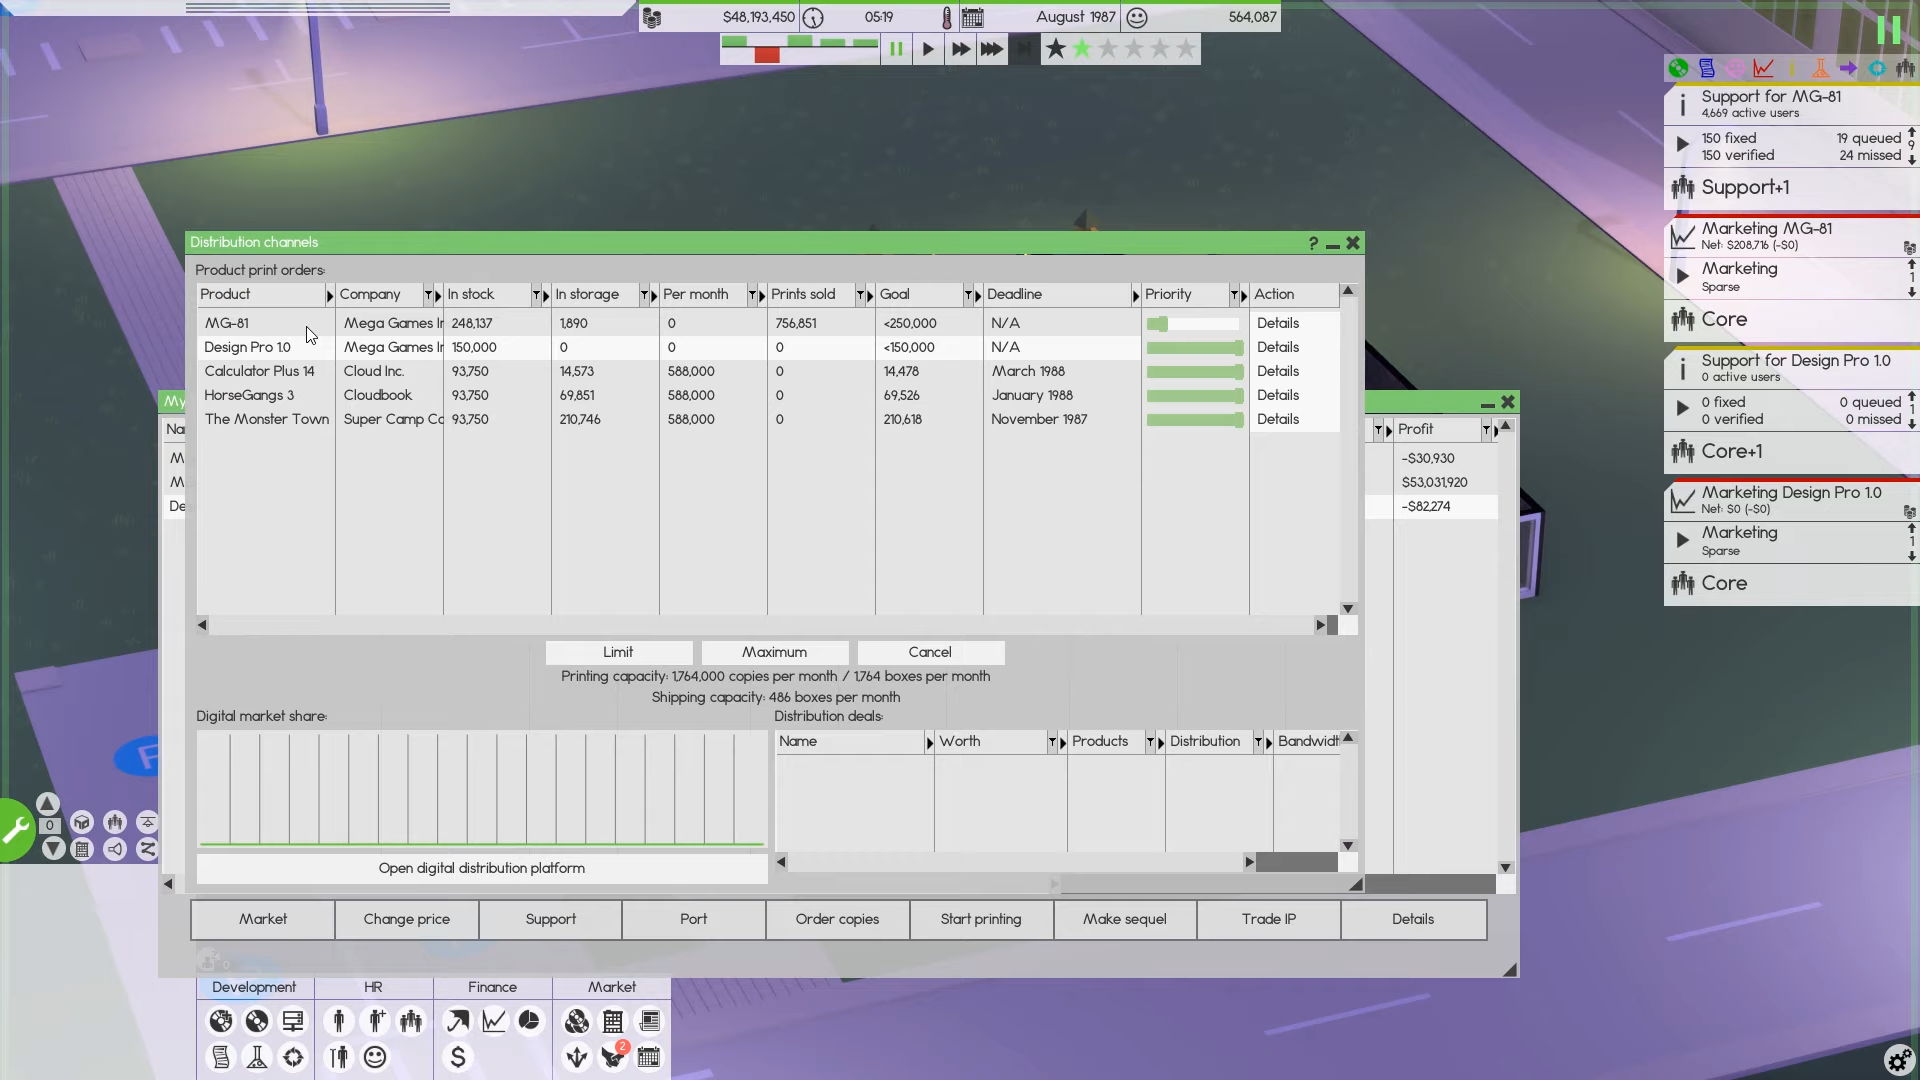 $48,193,450 05:19 August 1987 564,087
Support for MG-81
4,669 active users
150 fixed 19 queued
150 verified 24 missed
9
Support+1
Marketing MG-81
Net: $208,716 (-$0)
Marketing
Sparse
1
Core
Support for Design Pro 1.0
0 active users
0 fixed 0 queued
0 verified 0 missed
1
Core+1
Marketing Design Pro 1.0
Net: $0 (-$0)
Marketing
Sparse
1
Core
Distribution channels ?
Product print orders:
Product Company In stock In storage Per month Prints sold Goal Deadline Priority Action
MG-81 Mega Games Ir 248,137 1,890 0 756,851 <250,000 N/A Details
Design Pro 1.0 Mega Games Ir 150,000 0 0 0 <150,000 N/A Details
Calculator Plus 14 Cloud Inc. 93,750 14,573 588,000 0 14,478 March 1988 Details
HorseGangs 3 Cloudbook 93,750 69,851 588,000 0 69,526 January 1988 Details
The Monster Town Super Camp Co 93,750 210,746 588,000 0 210,618 November 1987 Details
Limit Maximum Cancel
Printing capacity: 1,764,000 copies per month / 1,764 boxes per month
Shipping capacity: 486 boxes per month
Digital market share:
Distribution deals:
Name Worth Products Distribution Bandwidt
Open digital distribution platform
My
Na Profit
M -$30,930
M $53,031,920
De -$82,274
Market Change price Support Port Order copies Start printing Make sequel Trade IP Details
0
Development HR Finance Market
2